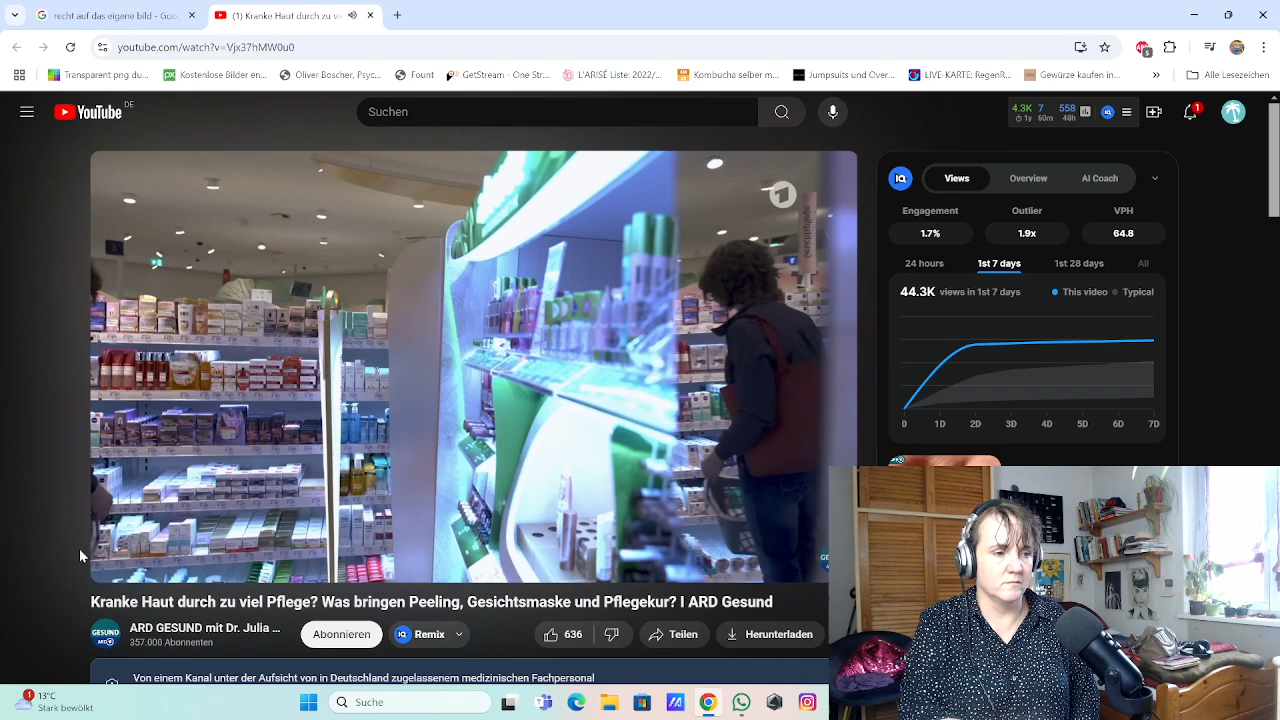 recht auf das eigene bild - Goo
(1) Kranke Haut durch zu vi
youtube.com/watch?v=Vjx37hMW0u0
5
Transparent png du...
Kostenlose Bilder en...
Oliver Boscher, Psyc...
Fount
GetStream - One Str...
L'ARISÉ Liste: 2022/...
Kombucha selber m...
Jumpsuits und Over...
LIVE-KARTE: RegenR...
Gewürze kaufen in...
»
Alle Lesezeichen
YouTube DE
Suchen
4.3K 7 558
1y 60m 48h
1
Views
Overview
AI Coach
Engagement
Outlier
VPH
1.7%
1.9x
64.8
24 hours
1st 7 days
1st 28 days
All
44.3K views in 1st 7 days
This video
Typical
0 1D 2D 3D 4D 5D 6D 7D
Kranke Haut durch zu viel Pflege? Was bringen Peeling, Gesichtsmaske und Pflegekur? I ARD Gesund
GESUND
ARD
ARD GESUND mit Dr. Julia ...
357.000 Abonnenten
Abonnieren
Remix
636
Teilen
Herunterladen
Von einem Kanal unter der Aufsicht von in Deutschland zugelassenem medizinischen Fachpersonal
1
13°C
Stark bewölkt
Suche